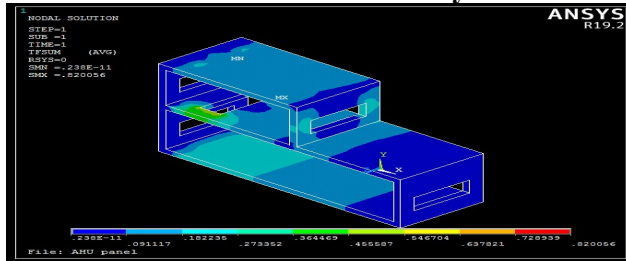 1
NODAL SOLUTION
STEP=1
SUB =1
TIME=1
TFSUM (AVG)
RSYS=0
SMN =.238E-11
SMX =.820056
ANSYS
R19.2
MN
MX
Y
X
.238E-11 .182235 .364469 .546704 .728939
.091117 .273352 .455587 .637821 .820056
File: AHU panel